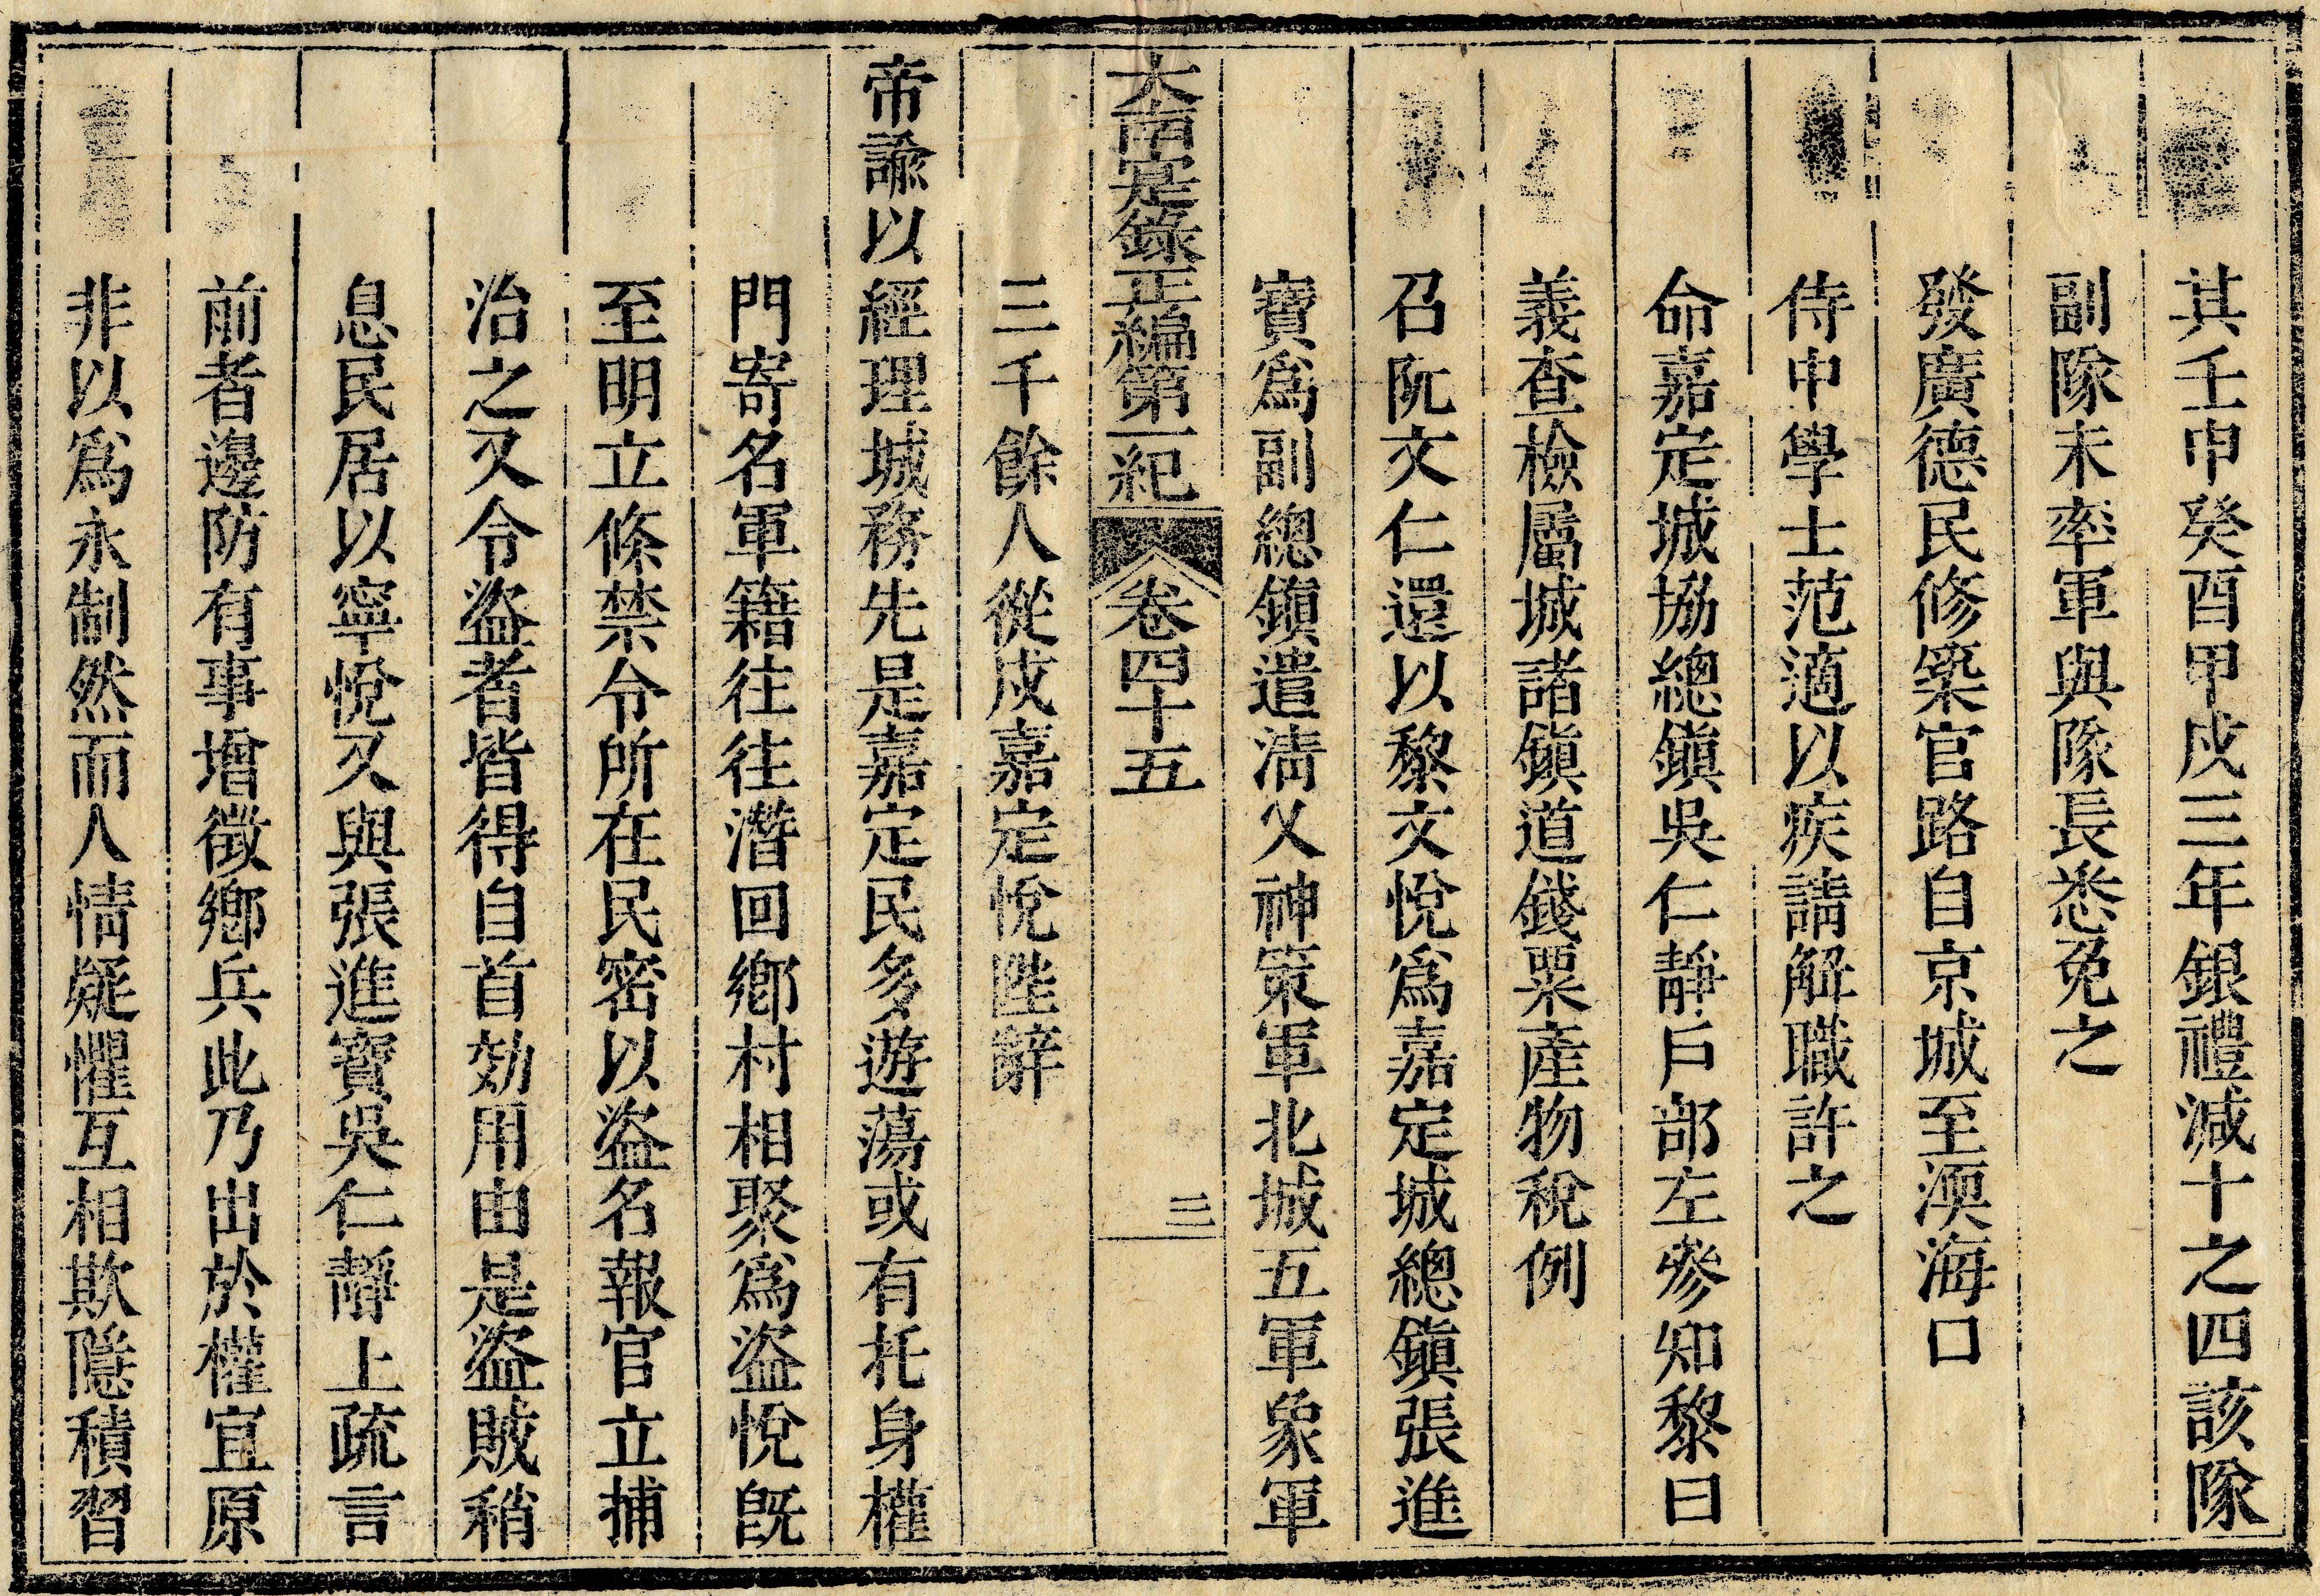 其壬申癸酉甲戍三年銀禮減十之四該隊
副隊未率軍與隊長悉免之
發廣德民修築官路自京城至渜海口
侍中學士范適以疾請解職許之
命嘉定城協總鎭吳仁靜戶部左參知黎曰
義查檢屬城諸鎭道錢粟產物稅例
召阮文仁還以黎文悅爲嘉定城總鎭張進
寶爲副總鎭遣淸乂神策軍北城五軍象軍
大南寔錄正編第一紀 卷四十五 三
三千餘人從戍嘉定悅陛辭
帝諭以經理城務先是嘉定民多遊蕩或有托身權
門寄名軍籍往往潛回鄕村相聚爲盜悅旣
至明立條禁令所在民密以盜名報官立捕
治之又令盜者皆得自首効用由是盜賊稍
息民居以寧悅又與張進寶吳仁靜上疏言
前者邊防有事增徵鄕兵此乃出於權宜原
非以爲永制然而人情疑懼互相欺隱積習